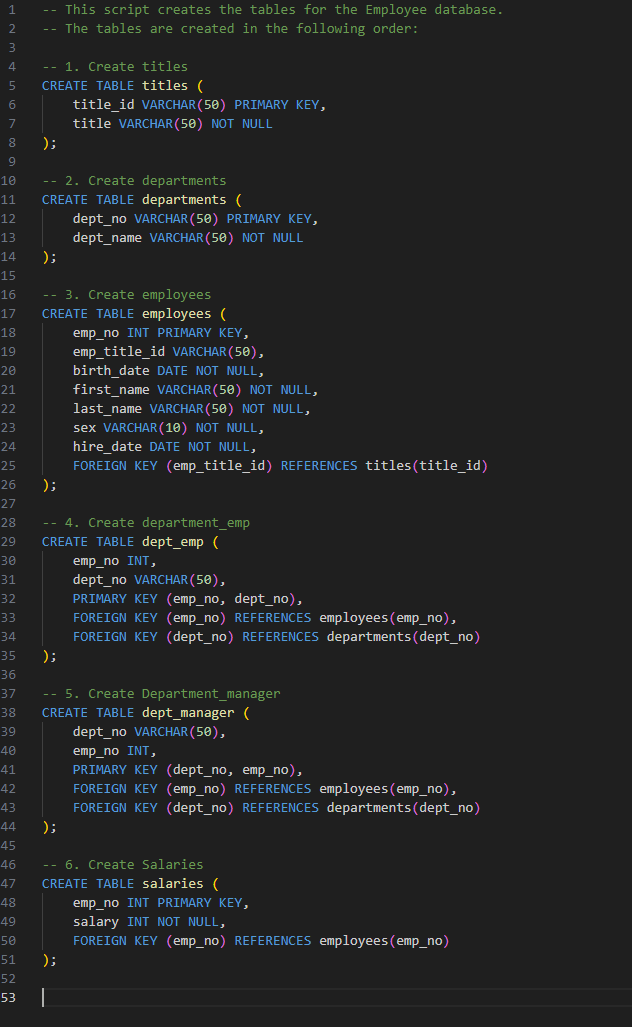 1 -- This script creates the tables for the Employee database.
2 -- The tables are created in the following order:
3
4 -- 1. Create titles
5 CREATE TABLE titles (
6     title_id VARCHAR(50) PRIMARY KEY,
7     title VARCHAR(50) NOT NULL
8 );
9
10 -- 2. Create departments
11 CREATE TABLE departments (
12     dept_no VARCHAR(50) PRIMARY KEY,
13     dept_name VARCHAR(50) NOT NULL
14 );
15
16 -- 3. Create employees
17 CREATE TABLE employees (
18     emp_no INT PRIMARY KEY,
19     emp_title_id VARCHAR(50),
20     birth_date DATE NOT NULL,
21     first_name VARCHAR(50) NOT NULL,
22     last_name VARCHAR(50) NOT NULL,
23     sex VARCHAR(10) NOT NULL,
24     hire_date DATE NOT NULL,
25     FOREIGN KEY (emp_title_id) REFERENCES titles(title_id)
26 );
27
28 -- 4. Create department_emp
29 CREATE TABLE dept_emp (
30     emp_no INT,
31     dept_no VARCHAR(50),
32     PRIMARY KEY (emp_no, dept_no),
33     FOREIGN KEY (emp_no) REFERENCES employees(emp_no),
34     FOREIGN KEY (dept_no) REFERENCES departments(dept_no)
35 );
36
37 -- 5. Create Department_manager
38 CREATE TABLE dept_manager (
39     dept_no VARCHAR(50),
40     emp_no INT,
41     PRIMARY KEY (dept_no, emp_no),
42     FOREIGN KEY (emp_no) REFERENCES employees(emp_no),
43     FOREIGN KEY (dept_no) REFERENCES departments(dept_no)
44 );
45
46 -- 6. Create Salaries
47 CREATE TABLE salaries (
48     emp_no INT PRIMARY KEY,
49     salary INT NOT NULL,
50     FOREIGN KEY (emp_no) REFERENCES employees(emp_no)
51 );
52
53